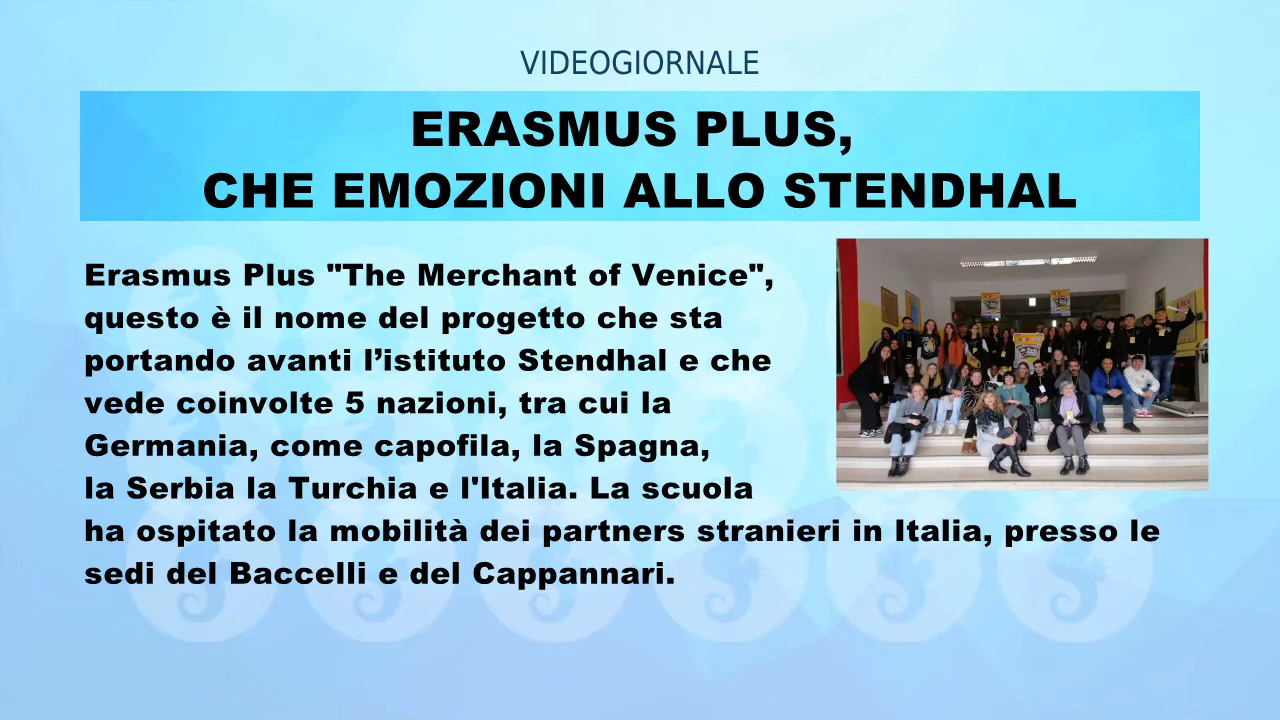 VIDEOGIORNALE
ERASMUS PLUS,
CHE EMOZIONI ALLO STENDHAL
Erasmus Plus "The Merchant of Venice",
questo è il nome del progetto che sta
portando avanti l’istituto Stendhal e che
vede coinvolte 5 nazioni, tra cui la
Germania, come capofila, la Spagna,
la Serbia la Turchia e l'Italia. La scuola
ha ospitato la mobilità dei partners stranieri in Italia, presso le
sedi del Baccelli e del Cappannari.